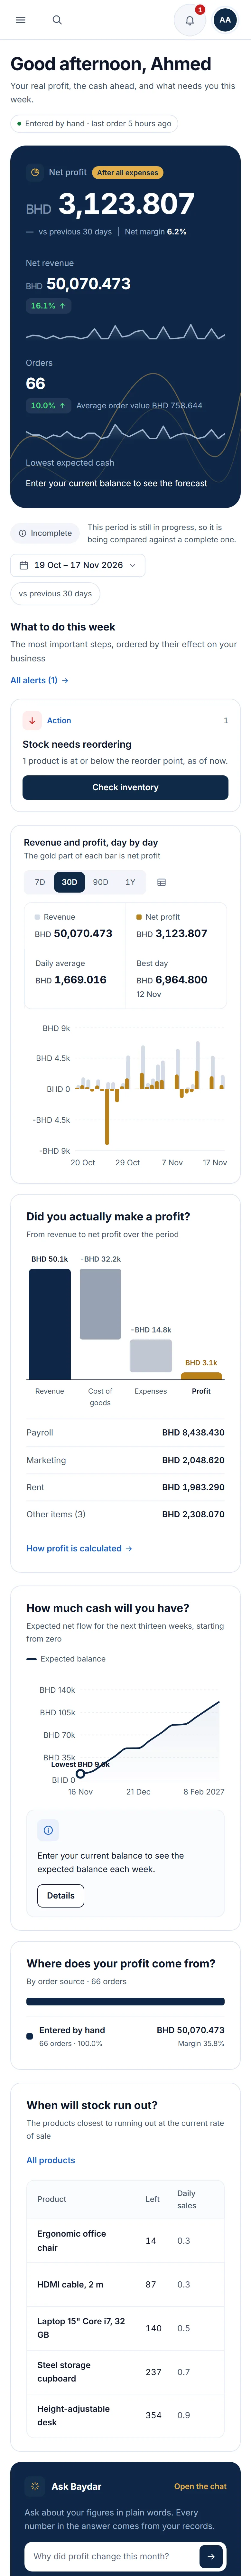 1
AA
Good afternoon, Ahmed
Your real profit, the cash ahead, and what needs you this
week.
Entered by hand · last order 5 hours ago
Net profit
After all expenses
BHD 3,123.807
— vs previous 30 days | Net margin 6.2%
Net revenue
BHD 50,070.473
16.1% ↑
Orders
66
10.0% ↑ Average order value BHD 758.644
Lowest expected cash
Enter your current balance to see the forecast
Incomplete
This period is still in progress, so it is
being compared against a complete one.
19 Oct – 17 Nov 2026
vs previous 30 days
What to do this week
The most important steps, ordered by their effect on your
business
All alerts (1) →
Action
1
Stock needs reordering
1 product is at or below the reorder point, as of now.
Check inventory
Revenue and profit, day by day
The gold part of each bar is net profit
7D 30D 90D 1Y
Revenue
BHD 50,070.473
Net profit
BHD 3,123.807
Daily average
BHD 1,669.016
Best day
BHD 6,964.800
12 Nov
BHD 9k
BHD 4.5k
BHD 0
-BHD 4.5k
-BHD 9k
20 Oct 29 Oct 7 Nov 17 Nov
Did you actually make a profit?
From revenue to net profit over the period
BHD 50.1k
-BHD 32.2k
-BHD 14.8k
BHD 3.1k
Revenue
Cost of
goods
Expenses
Profit
Payroll BHD 8,438.430
Marketing BHD 2,048.620
Rent BHD 1,983.290
Other items (3) BHD 2,308.070
How profit is calculated →
How much cash will you have?
Expected net flow for the next thirteen weeks, starting
from zero
Expected balance
BHD 140k
BHD 105k
BHD 70k
BHD 35k
Lowest BHD 9.6k
BHD 0
16 Nov 21 Dec 8 Feb 2027
Enter your current balance to see the
expected balance each week.
Details
Where does your profit come from?
By order source · 66 orders
Entered by hand BHD 50,070.473
66 orders · 100.0% Margin 35.8%
When will stock run out?
The products closest to running out at the current rate
of sale
All products
Product Left Daily
sales
Ergonomic office
chair
14 0.3
HDMI cable, 2 m 87 0.3
Laptop 15" Core i7, 32
GB
140 0.5
Steel storage
cupboard
237 0.7
Height-adjustable
desk
354 0.9
Ask Baydar
Open the chat
Ask about your figures in plain words. Every
number in the answer comes from your records.
Why did profit change this month?